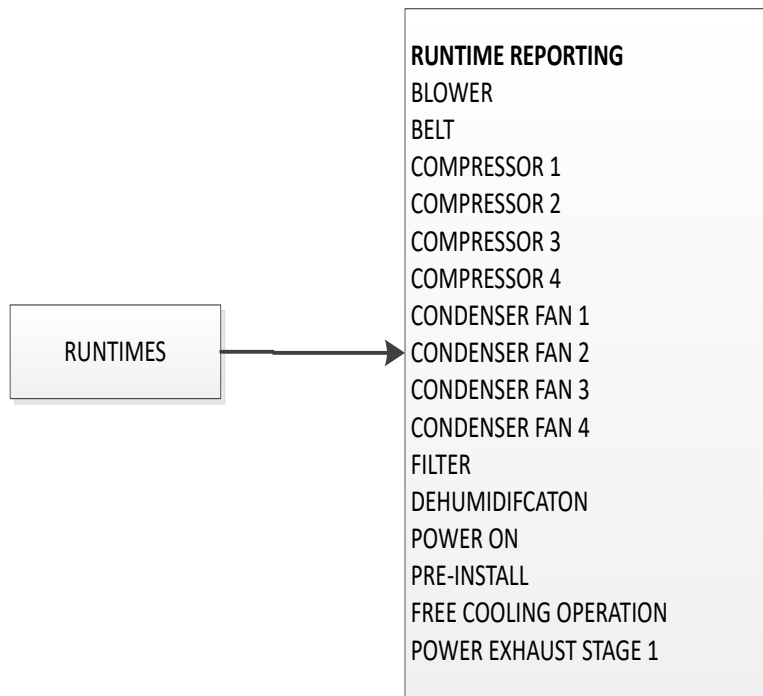 RUNTIMES
RUNTIME REPORTING
BLOWER
BELT
COMPRESSOR 1
COMPRESSOR 2
COMPRESSOR 3
COMPRESSOR 4
CONDENSER FAN 1
CONDENSER FAN 2
CONDENSER FAN 3
CONDENSER FAN 4
FILTER
DEHUMIDIFCATON
POWER ON
PRE-INSTALL
FREE COOLING OPERATION
POWER EXHAUST STAGE 1